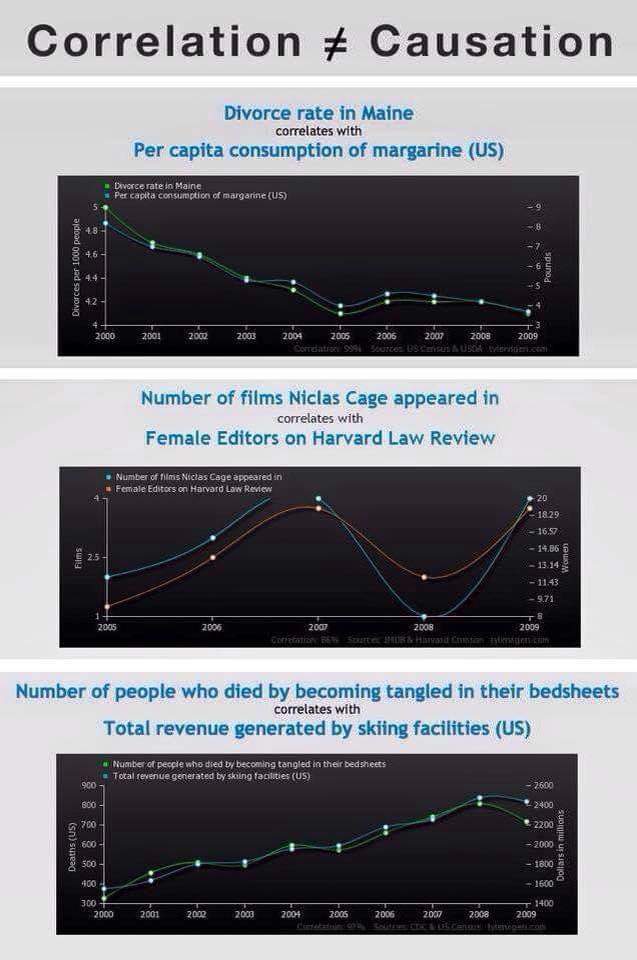 Correlation ≠ Causation
Divorce rate in Maine
correlates with
Per capita consumption of margarine (US)
Divorce rate in Maine
Per capita consumption of margarine (US)
Divorces per 1000 people
5
4.8
4.6
4.4
4.2
4
9
8
7
6
5
4
3
Pounds
2000 2001 2002 2003 2004 2005 2006 2007 2008 2009
Correlation: 99% Sources: US Census & USDA tylervigen.com
Number of films Niclas Cage appeared in
correlates with
Female Editors on Harvard Law Review
Number of films Niclas Cage appeared in
Female Editors on Harvard Law Review
Films
4
2.5
1
20
18.29
16.57
14.86
13.14
11.43
9.71
8
Women
2005 2006 2007 2008 2009
Correlation: 86% Sources: IMDB & Harvard Crimson tylervigen.com
Number of people who died by becoming tangled in their bedsheets
correlates with
Total revenue generated by skiing facilities (US)
Number of people who died by becoming tangled in their bedsheets
Total revenue generated by skiing facilities (US)
Deaths (US)
900
800
700
600
500
400
300
2600
2400
2200
2000
1800
1600
1400
Dollars in millions
2000 2001 2002 2003 2004 2005 2006 2007 2008 2009
Correlation: 97% Sources: CDC & US Census tylervigen.com